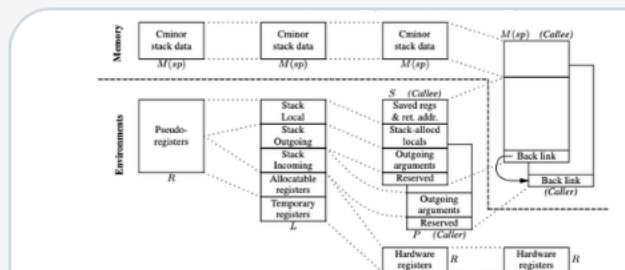 Memory
Cminor
stack data
M(sp)
Cminor
stack data
M(sp)
Cminor
stack data
M(sp)
M(sp) (Callee)
Back link
Back link
(Caller)
Environments
Pseudo-
registers
R
Stack
Local
Stack
Outgoing
Stack
Incoming
Allocatable
registers
Temporary
registers
L
S (Callee)
Saved regs
& ret. addr.
Stack-allocd
locals
Outgoing
arguments
Reserved
Outgoing
arguments
Reserved
P (Caller)
Hardware
registers
R
Hardware
registers
R